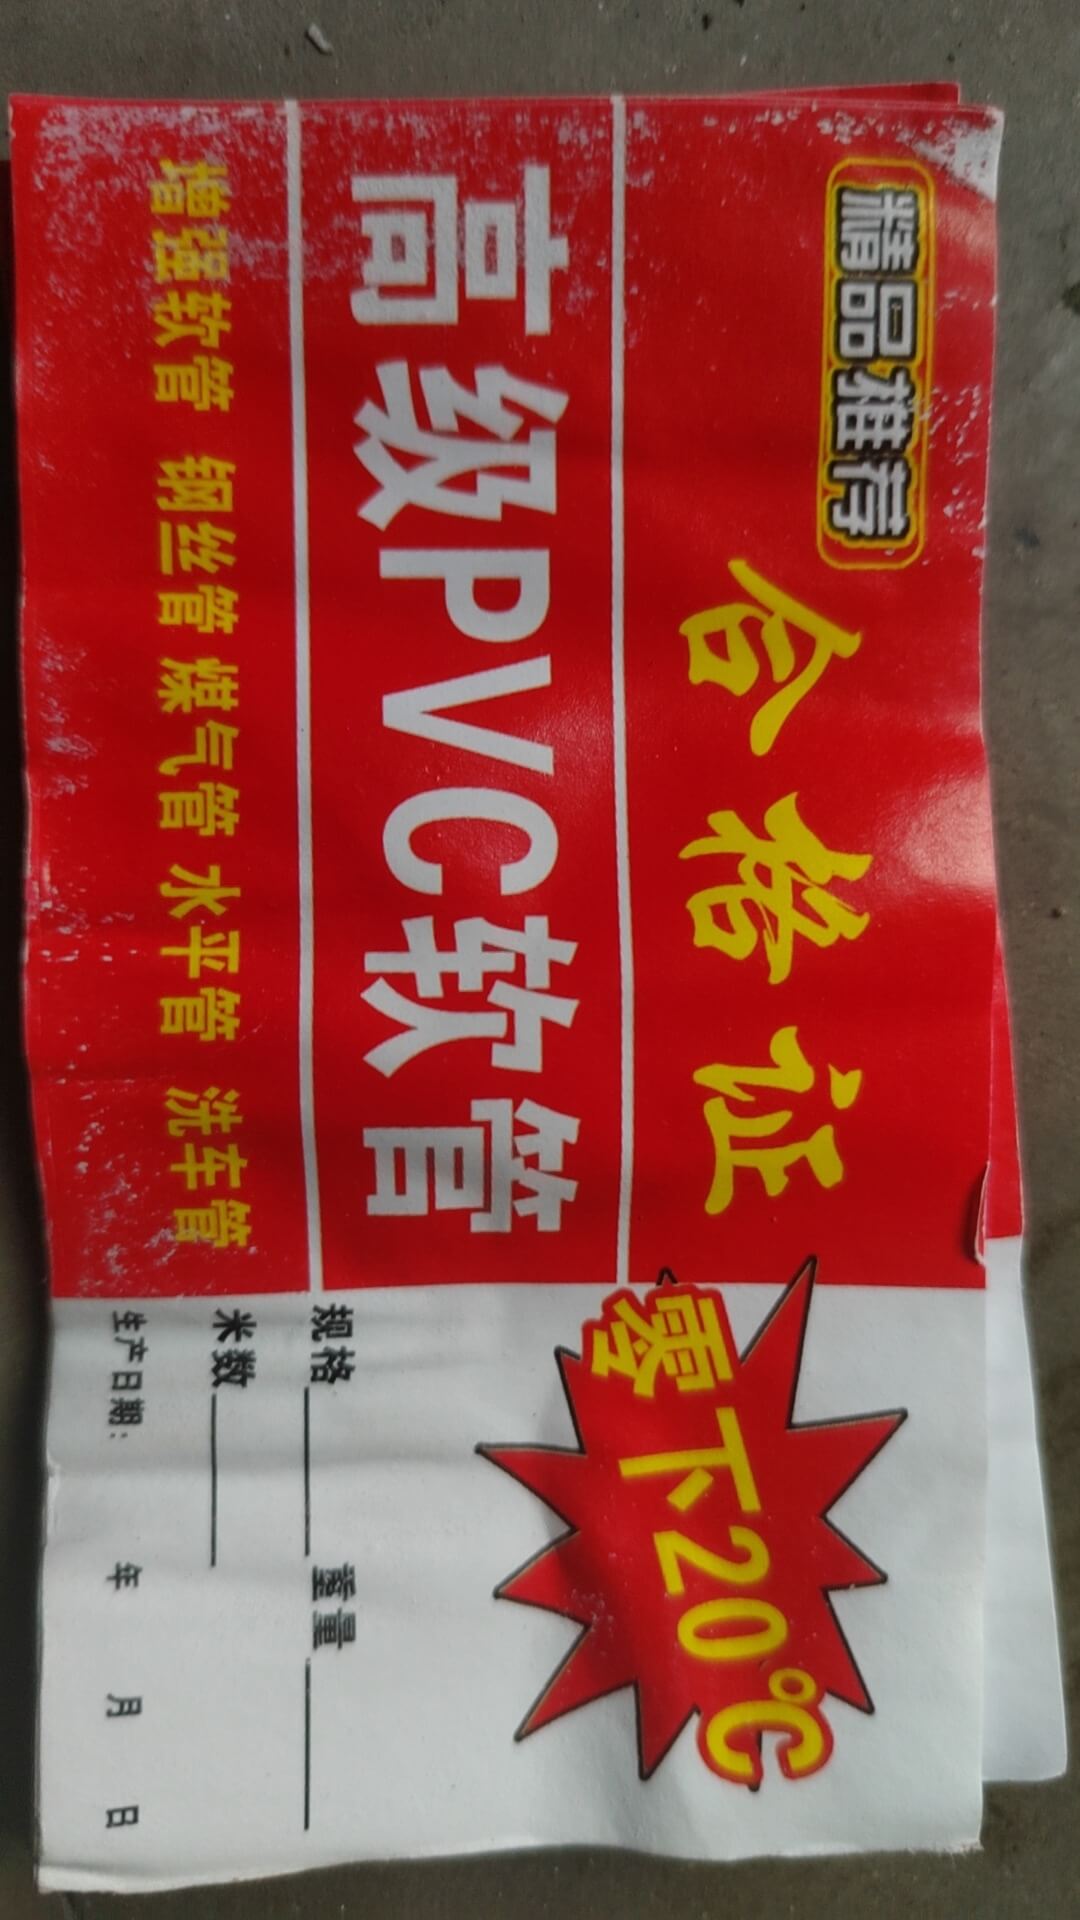 精品推荐
合格证
高级PVC软管
增强软管 钢丝管 煤气管 水平管 洗车管
零下20℃
规格 重量
米数
生产日期: 年 月 日